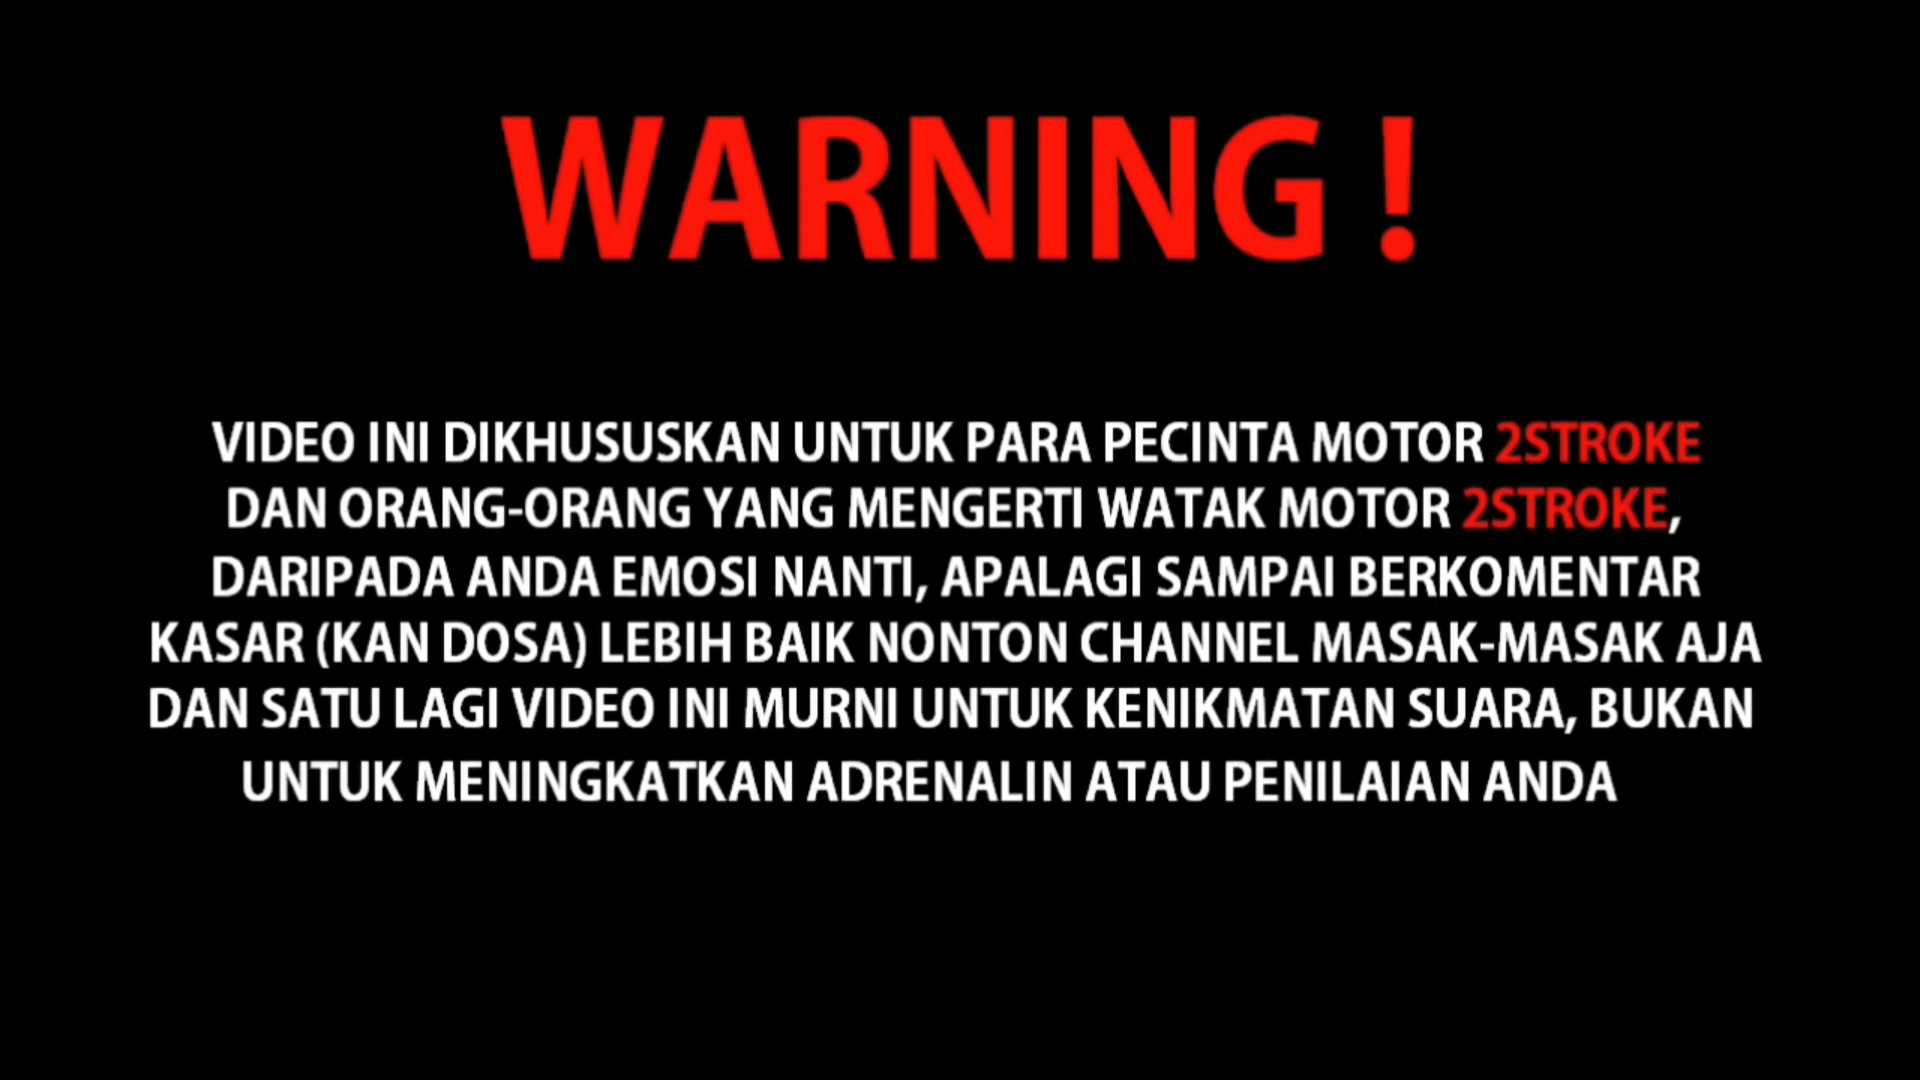 WARNING !
VIDEO INI DIKHUSUSKAN UNTUK PARA PECINTA MOTOR 2STROKE
DAN ORANG-ORANG YANG MENGERTI WATAK MOTOR 2STROKE,
DARIPADA ANDA EMOSI NANTI, APALAGI SAMPAI BERKOMENTAR
KASAR (KAN DOSA) LEBIH BAIK NONTON CHANNEL MASAK-MASAK AJA
DAN SATU LAGI VIDEO INI MURNI UNTUK KENIKMATAN SUARA, BUKAN
UNTUK MENINGKATKAN ADRENALIN ATAU PENILAIAN ANDA